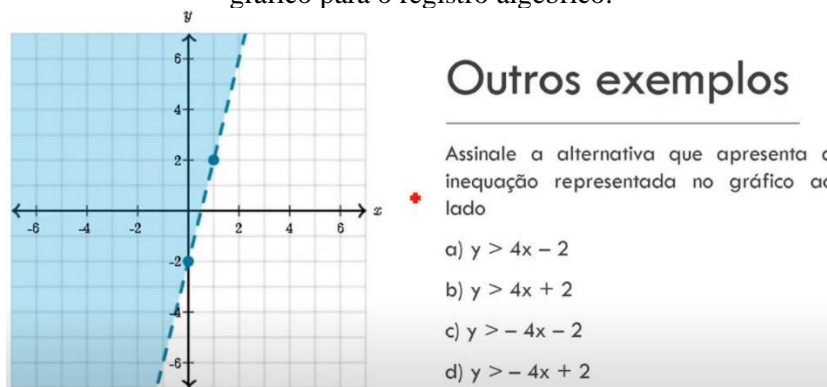 gráfico para o registro algébrico.
y
6
4
2
x
-6
-4
-2
2
4
6
-2
-4
-6
Outros exemplos
Assinale a alternativa que apresenta a
inequação representada no gráfico ao
lado
a) y > 4x – 2
b) y > 4x + 2
c) y > – 4x – 2
d) y > – 4x + 2